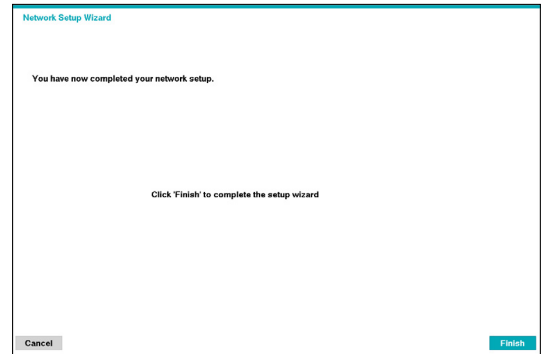 Network Setup Wizard
You have now completed your network setup.
Click 'Finish' to complete the setup wizard
Cancel
Finish